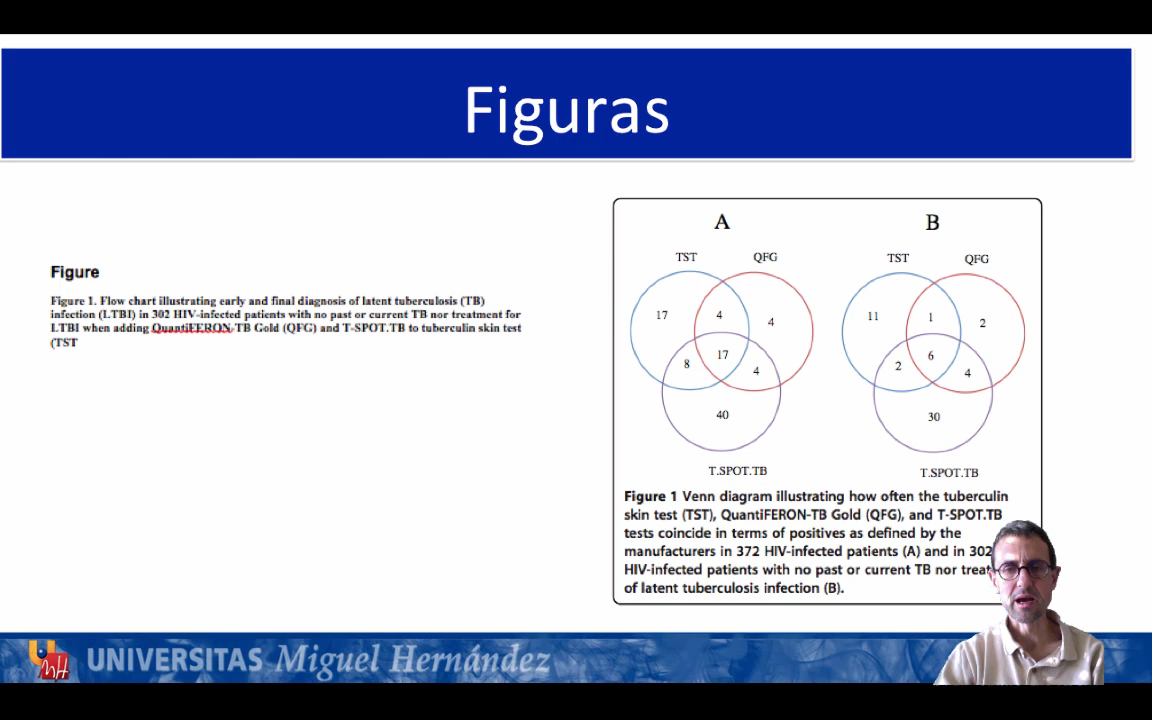 Figuras
Figure
Figure 1. Flow chart illustrating early and final diagnosis of latent tuberculosis (TB)
infection (LTBI) in 302 HIV-infected patients with no past or current TB nor treatment for
LTBI when adding QuantiFERON-TB Gold (QFG) and T-SPOT.TB to tuberculin skin test
(TST
A B
TST QFG TST QFG
17 4 4 11 1 2
8 17 4 2 6 4
40 30
T.SPOT.TB T.SPOT.TB
Figure 1 Venn diagram illustrating how often the tuberculin
skin test (TST), QuantiFERON-TB Gold (QFG), and T-SPOT.TB
tests coincide in terms of positives as defined by the
manufacturers in 372 HIV-infected patients (A) and in 302
HIV-infected patients with no past or current TB nor treat
of latent tuberculosis infection (B).
UNIVERSITAS Miguel Hernández